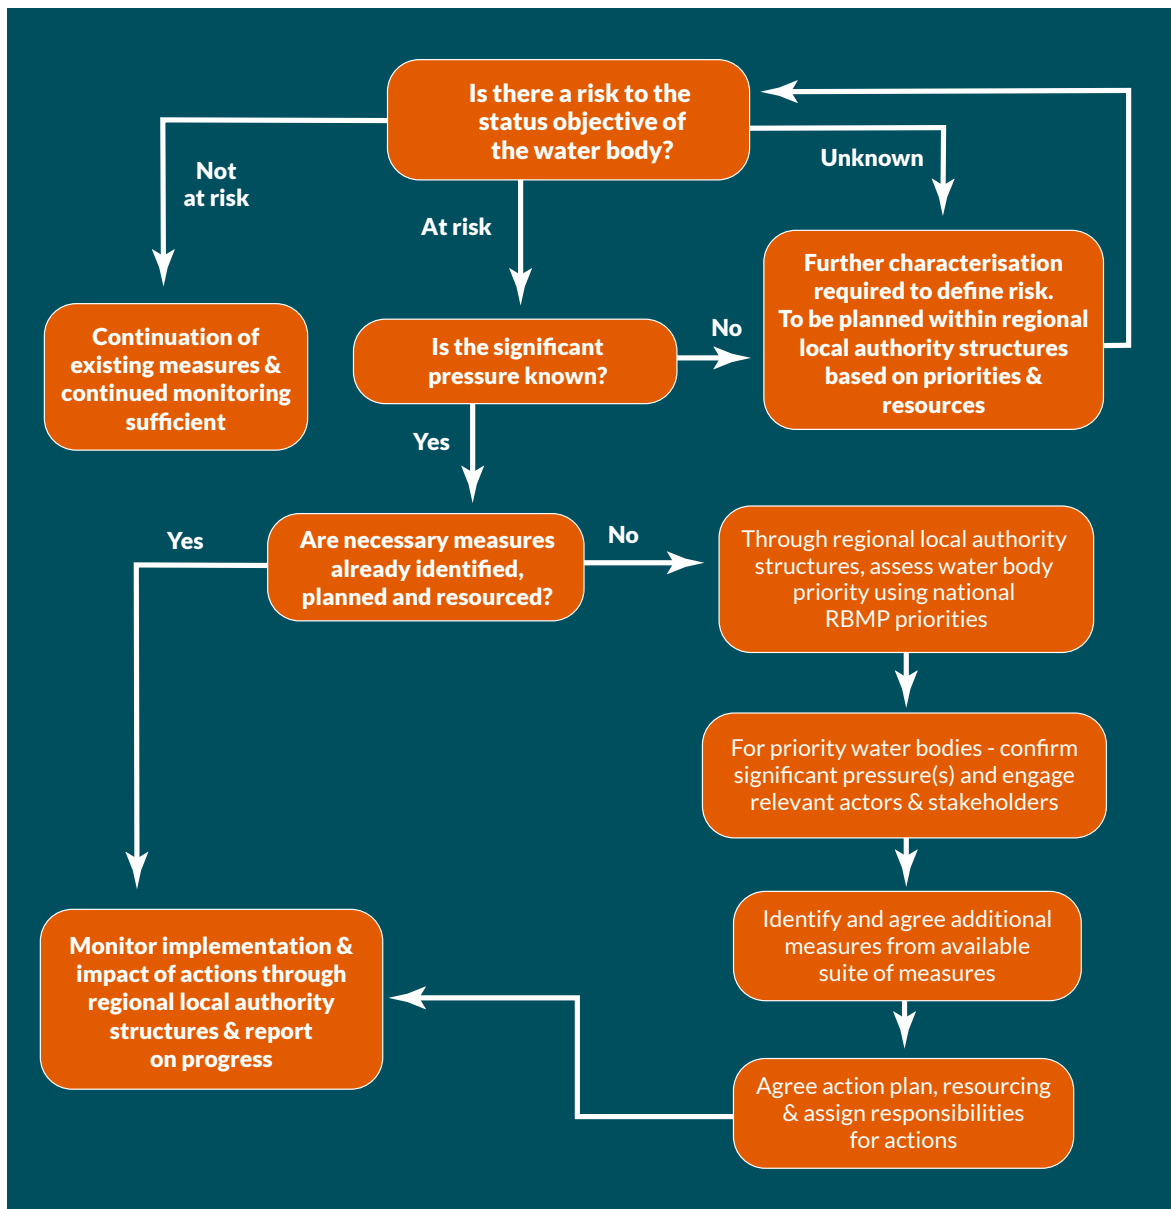 Is there a risk to the
status objective of
the water body?
Not
at risk
Unknown
At risk
Further characterisation
required to define risk.
To be planned within regional
local authority structures
based on priorities &
resources
Continuation of
existing measures &
continued monitoring
sufficient
Is the significant
pressure known?
No
Yes
Are necessary measures
already identified,
planned and resourced?
Yes
No
Through regional local authority
structures, assess water body
priority using national
RBMP priorities
For priority water bodies - confirm
significant pressure(s) and engage
relevant actors & stakeholders
Identify and agree additional
measures from available
suite of measures
Monitor implementation &
impact of actions through
regional local authority
structures & report
on progress
Agree action plan, resourcing
& assign responsibilities
for actions